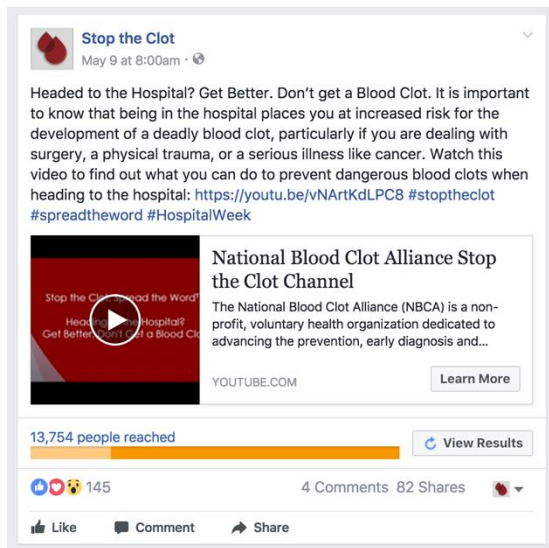 Stop the Clot
May 9 at 8:00am ·
Headed to the Hospital? Get Better. Don't get a Blood Clot. It is important
to know that being in the hospital places you at increased risk for the
development of a deadly blood clot, particularly if you are dealing with
surgery, a physical trauma, or a serious illness like cancer. Watch this
video to find out what you can do to prevent dangerous blood clots when
heading to the hospital: https://youtu.be/vNArtKdLPC8 #stoptheclot
#spreadtheword #HospitalWeek
Stop the Clot, Spread the Word
Heading Hospital?
Get Better. Don't Get a Blood Clo
National Blood Clot Alliance Stop
the Clot Channel
The National Blood Clot Alliance (NBCA) is a non-
profit, voluntary health organization dedicated to
advancing the prevention, early diagnosis and...
YOUTUBE.COM
Learn More
13,754 people reached
View Results
145
4 Comments 82 Shares
Like Comment Share